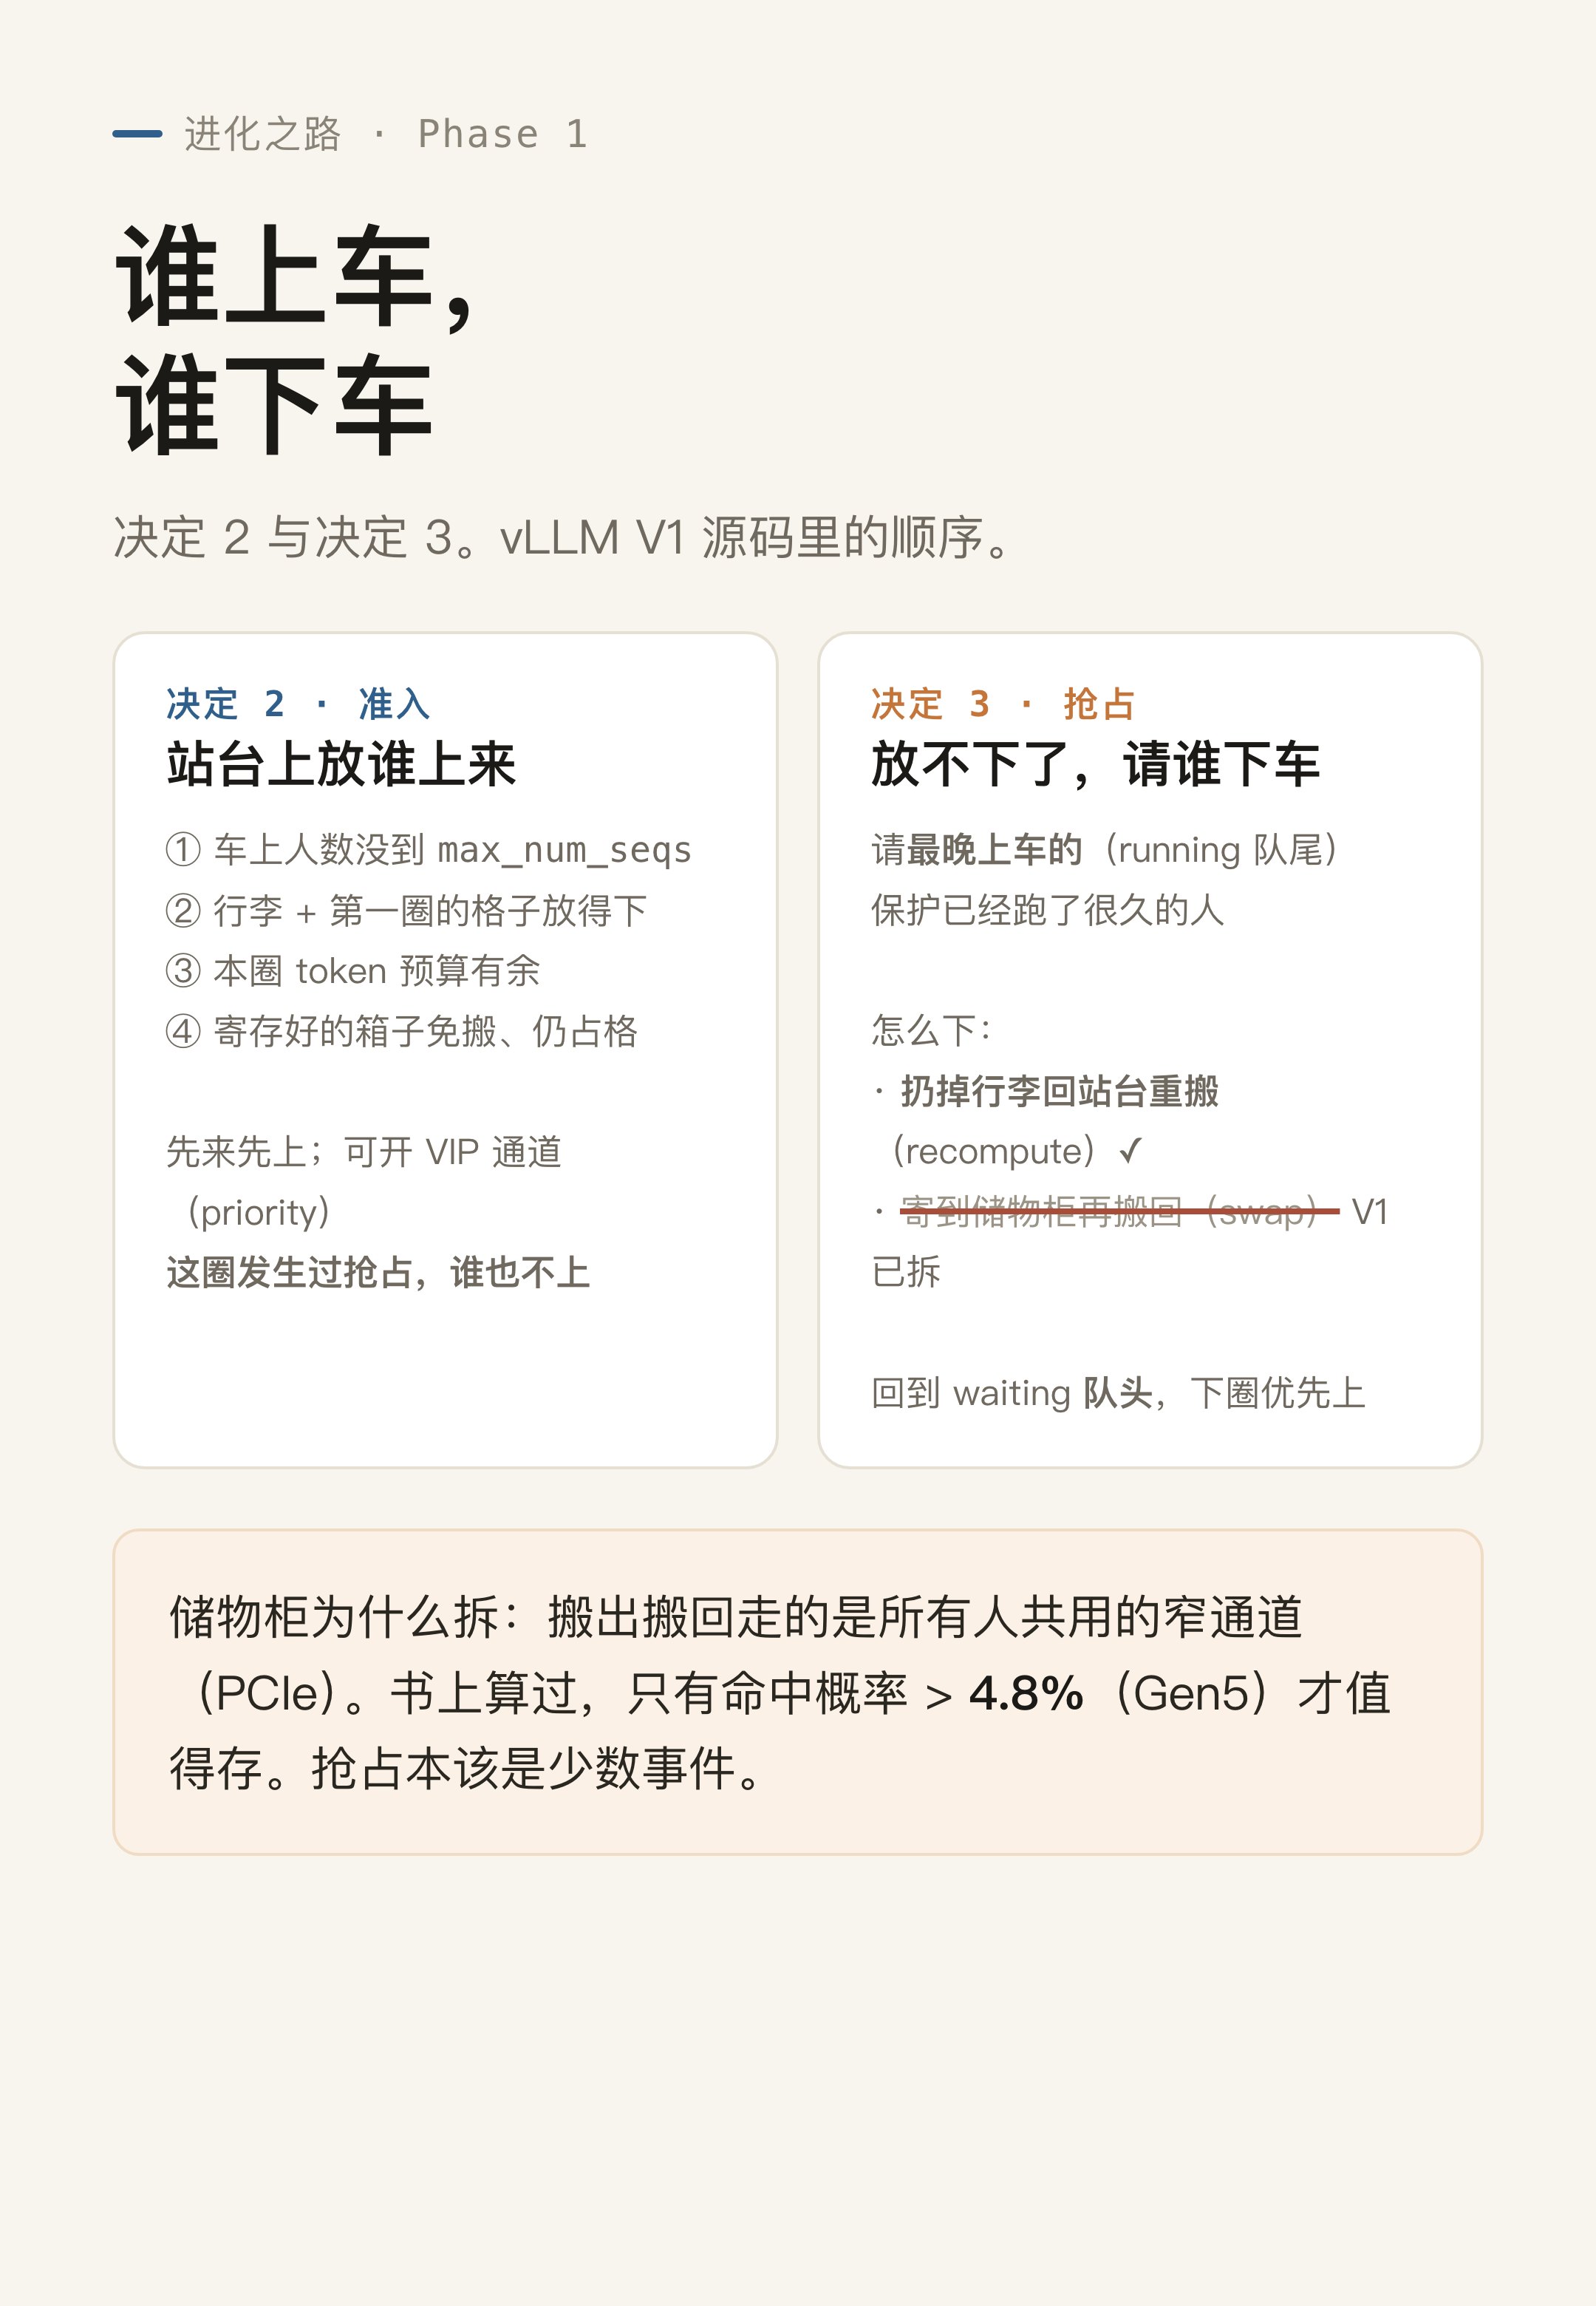 进化之路 · Phase 1
谁上车，
谁下车
决定 2 与决定 3。vLLM V1 源码里的顺序。
决定 2 · 准入
站台上放谁上来
① 车上人数没到 max_num_seqs
② 行李 + 第一圈的格子放得下
③ 本圈 token 预算有余
④ 寄存好的箱子免搬、仍占格
先来先上；可开 VIP 通道
（priority）
这圈发生过抢占，谁也不上
决定 3 · 抢占
放不下了，请谁下车
请最晚上车的（running 队尾）
保护已经跑了很久的人
怎么下：
· 扔掉行李回站台重搬
（recompute）✓
· 寄到储物柜再搬回（swap） V1
已拆
回到 waiting 队头，下圈优先上
储物柜为什么拆：搬出搬回走的是所有人共用的窄通道
（PCIe）。书上算过，只有命中概率 > 4.8%（Gen5）才值
得存。抢占本该是少数事件。